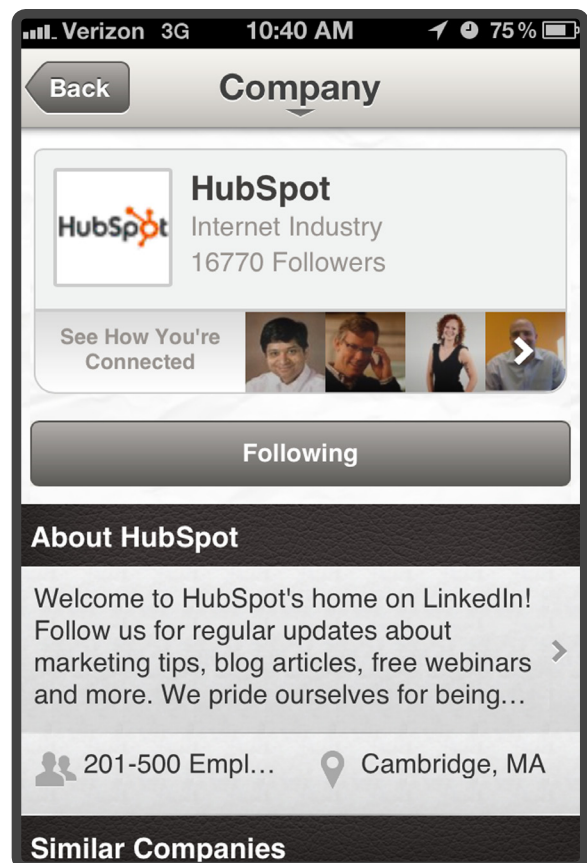 Verizon 3G 10:40 AM 75%
Back Company
HubSpot
HubSpot
Internet Industry
16770 Followers
See How You're
Connected
Following
About HubSpot
Welcome to HubSpot's home on LinkedIn!
Follow us for regular updates about
marketing tips, blog articles, free webinars
and more. We pride ourselves for being...
201-500 Empl... Cambridge, MA
Similar Companies